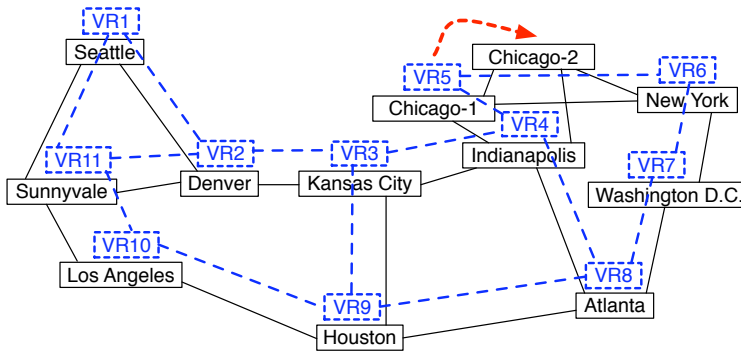 VR1
Seattle
Chicago-2
VR5
VR6
Chicago-1
New York
VR4
VR11
VR2
VR3
Indianapolis
VR7
Sunnyvale
Denver
Kansas City
Washington D.C.
VR10
Los Angeles
VR8
VR9
Atlanta
Houston